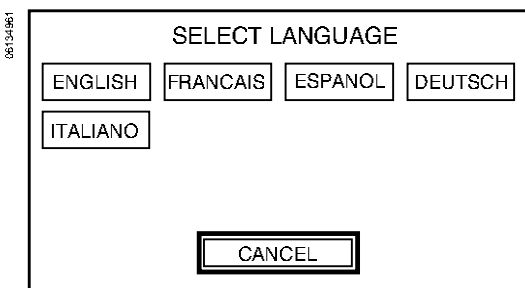 06134961
SELECT LANGUAGE
ENGLISH FRANCAIS ESPANOL DEUTSCH
ITALIANO
CANCEL